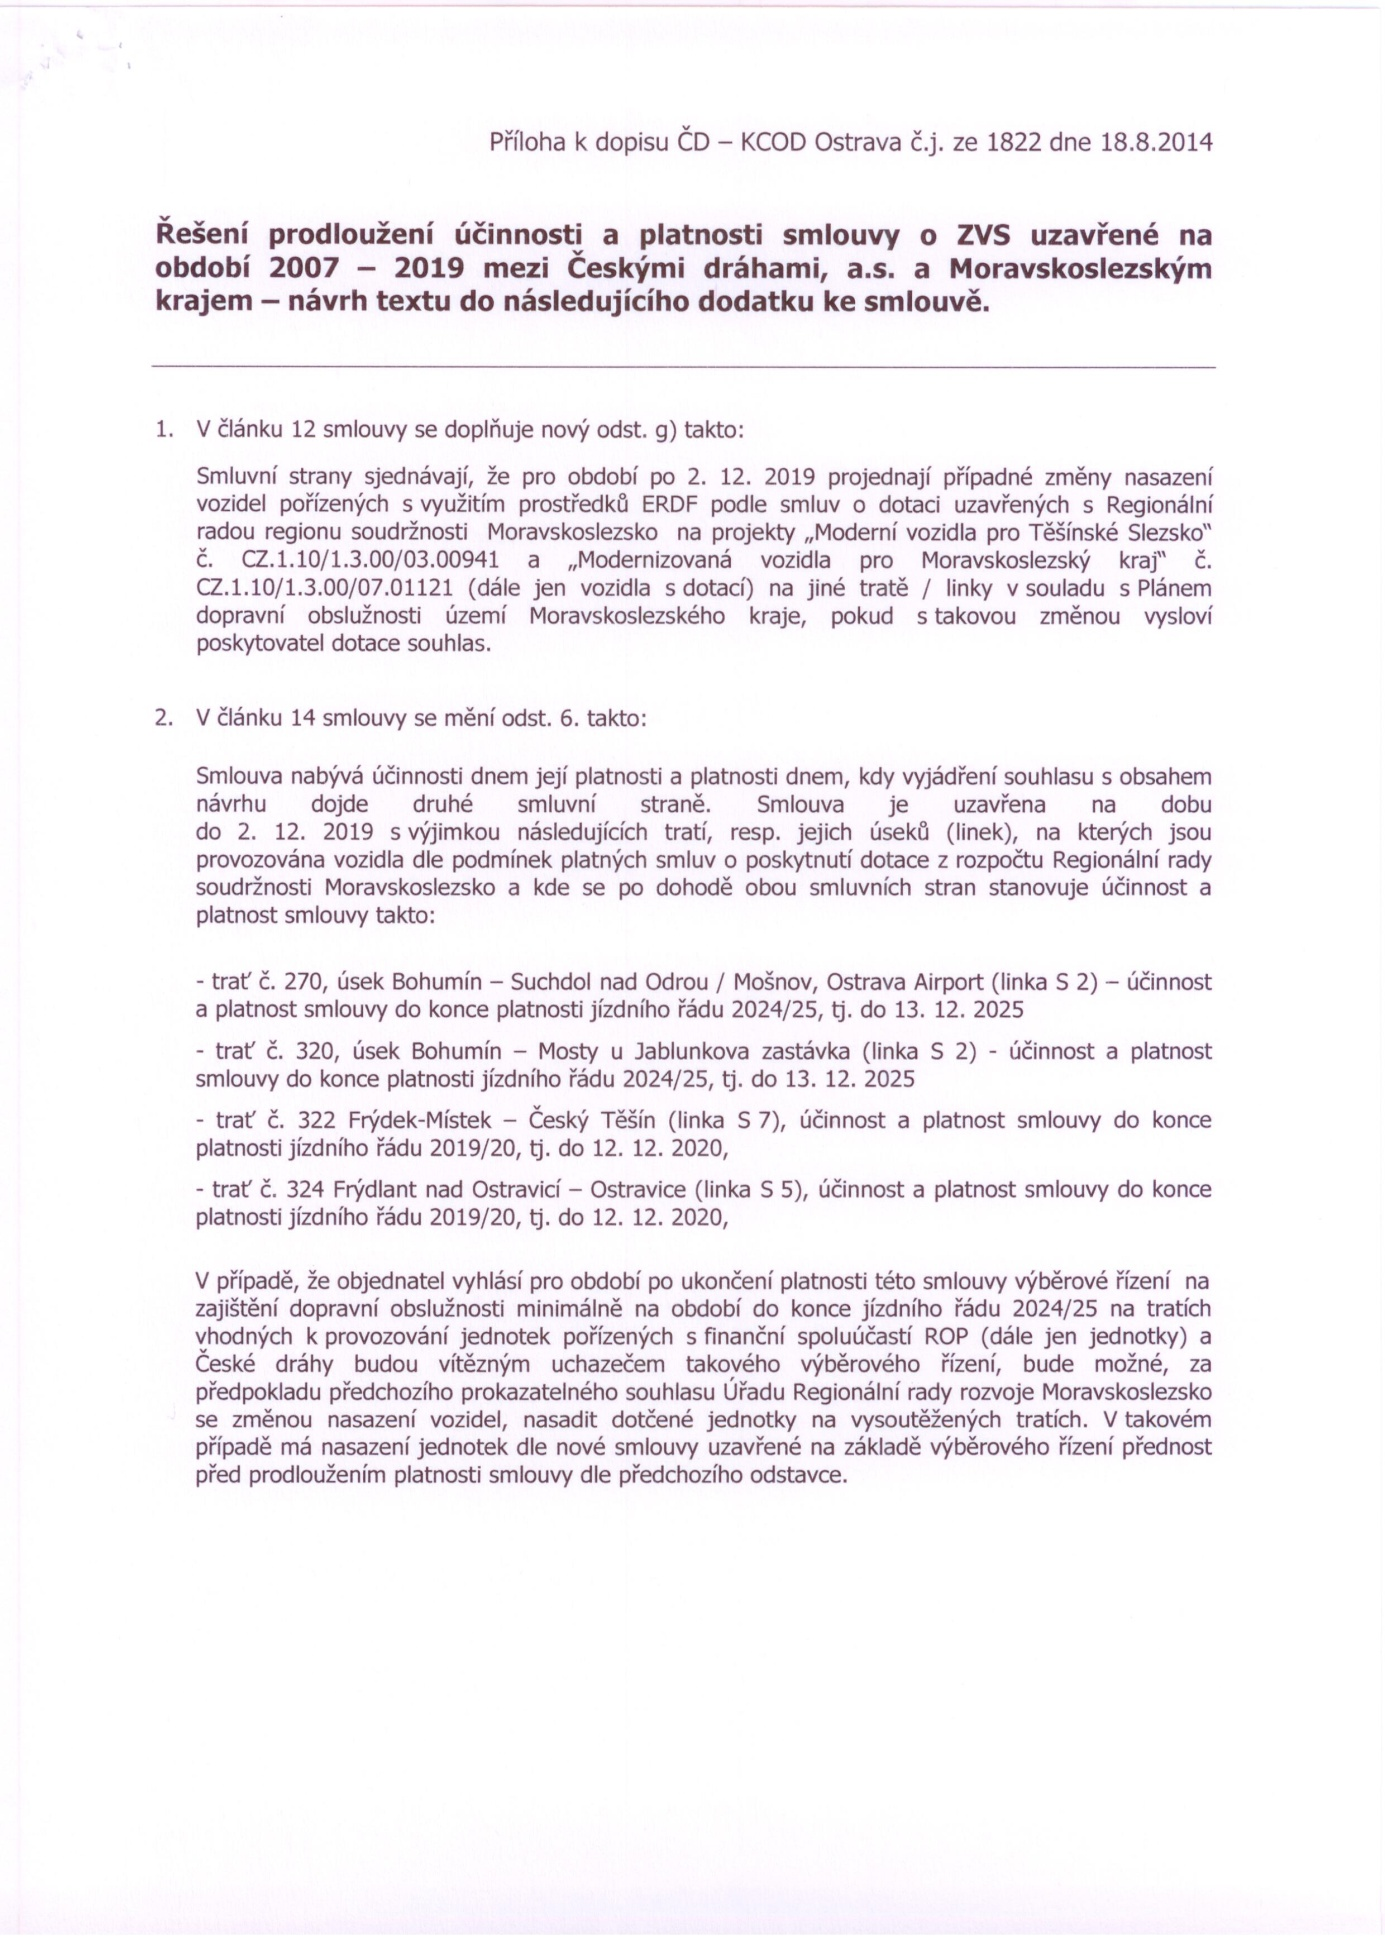 Příloha k dopisu ČD – KCOD Ostrava č.j. ze 1822 dne 18.8.2014
Řešení prodloužení účinnosti a platnosti smlouvy o ZVS uzavřené na
období 2007 – 2019 mezi Českými dráhami, a.s. a Moravskoslezským
krajem – návrh textu do následujícího dodatku ke smlouvě.
1. V článku 12 smlouvy se doplňuje nový odst. g) takto:
Smluvní strany sjednávají, že pro období po 2. 12. 2019 projednají případné změny nasazení
vozidel pořízených s využitím prostředků ERDF podle smluv o dotaci uzavřených s Regionální
radou regionu soudržnosti Moravskoslezsko na projekty „Moderní vozidla pro Těšínské Slezsko“
č. CZ.1.10/1.3.00/03.00941 a „Modernizovaná vozidla pro Moravskoslezský kraj“ č.
CZ.1.10/1.3.00/07.01121 (dále jen vozidla s dotací) na jiné tratě / linky v souladu s Plánem
dopravní obslužnosti území Moravskoslezského kraje, pokud s takovou změnou vysloví
poskytovatel dotace souhlas.
2. V článku 14 smlouvy se mění odst. 6. takto:
Smlouva nabývá účinnosti dnem její platnosti a platnosti dnem, kdy vyjádření souhlasu s obsahem
návrhu dojde druhé smluvní straně. Smlouva je uzavřena na dobu
do 2. 12. 2019 s výjimkou následujících tratí, resp. jejich úseků (linek), na kterých jsou
provozována vozidla dle podmínek platných smluv o poskytnutí dotace z rozpočtu Regionální rady
soudržnosti Moravskoslezsko a kde se po dohodě obou smluvních stran stanovuje účinnost a
platnost smlouvy takto:
- trať č. 270, úsek Bohumín – Suchdol nad Odrou / Mošnov, Ostrava Airport (linka S 2) – účinnost
a platnost smlouvy do konce platnosti jízdního řádu 2024/25, tj. do 13. 12. 2025
- trať č. 320, úsek Bohumín – Mosty u Jablunkova zastávka (linka S 2) - účinnost a platnost
smlouvy do konce platnosti jízdního řádu 2024/25, tj. do 13. 12. 2025
- trať č. 322 Frýdek-Místek – Český Těšín (linka S 7), účinnost a platnost smlouvy do konce
platnosti jízdního řádu 2019/20, tj. do 12. 12. 2020,
- trať č. 324 Frýdlant nad Ostravicí – Ostravice (linka S 5), účinnost a platnost smlouvy do konce
platnosti jízdního řádu 2019/20, tj. do 12. 12. 2020,
V případě, že objednatel vyhlásí pro období po ukončení platnosti této smlouvy výběrové řízení na
zajištění dopravní obslužnosti minimálně na období do konce jízdního řádu 2024/25 na tratích
vhodných k provozování jednotek pořízených s finanční spoluúčastí ROP (dále jen jednotky) a
České dráhy budou vítězným uchazečem takového výběrového řízení, bude možné, za
předpokladu předchozího prokazatelného souhlasu Úřadu Regionální rady rozvoje Moravskoslezsko
se změnou nasazení vozidel, nasadit dotčené jednotky na vysoutěžených tratích. V takovém
případě má nasazení jednotek dle nové smlouvy uzavřené na základě výběrového řízení přednost
před prodloužením platnosti smlouvy dle předchozího odstavce.